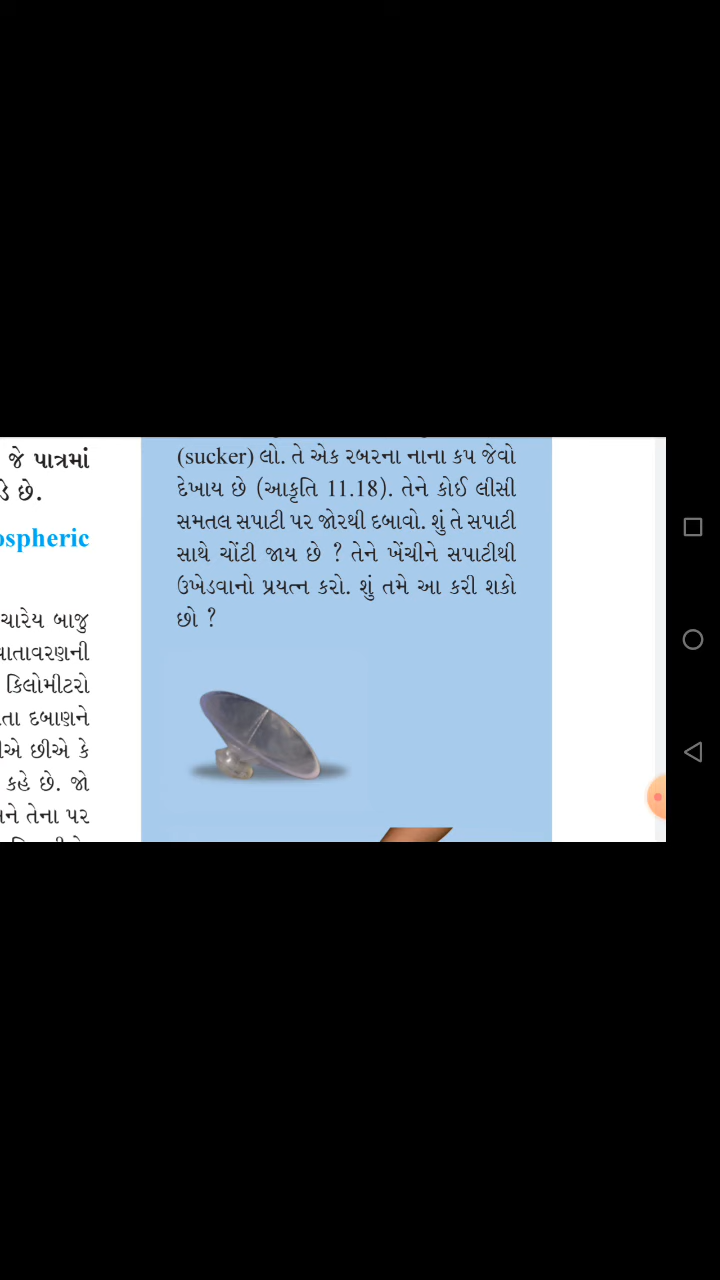 જે પાત્રમાં
છે.
ospheric
ચારેય બાજુ
કિલોમીટરો
દબાણને
છીએ કે
કહે છે. જો
તેના પર
(sucker) લો. તે એક રબરના નાના કપ જેવો
દેખાય છે (આકૃતિ 11.18). તેને કોઈ લીસી
સમતલ સપાટી પર જોરથી દબાવો. શું તે સપાટી
સાથે ચોંટી જાય છે ? તેને ખેંચીને સપાટીથી
ઉખેડવાનો પ્રયત્ન કરો. શું તમે આ કરી શકો
છો ?